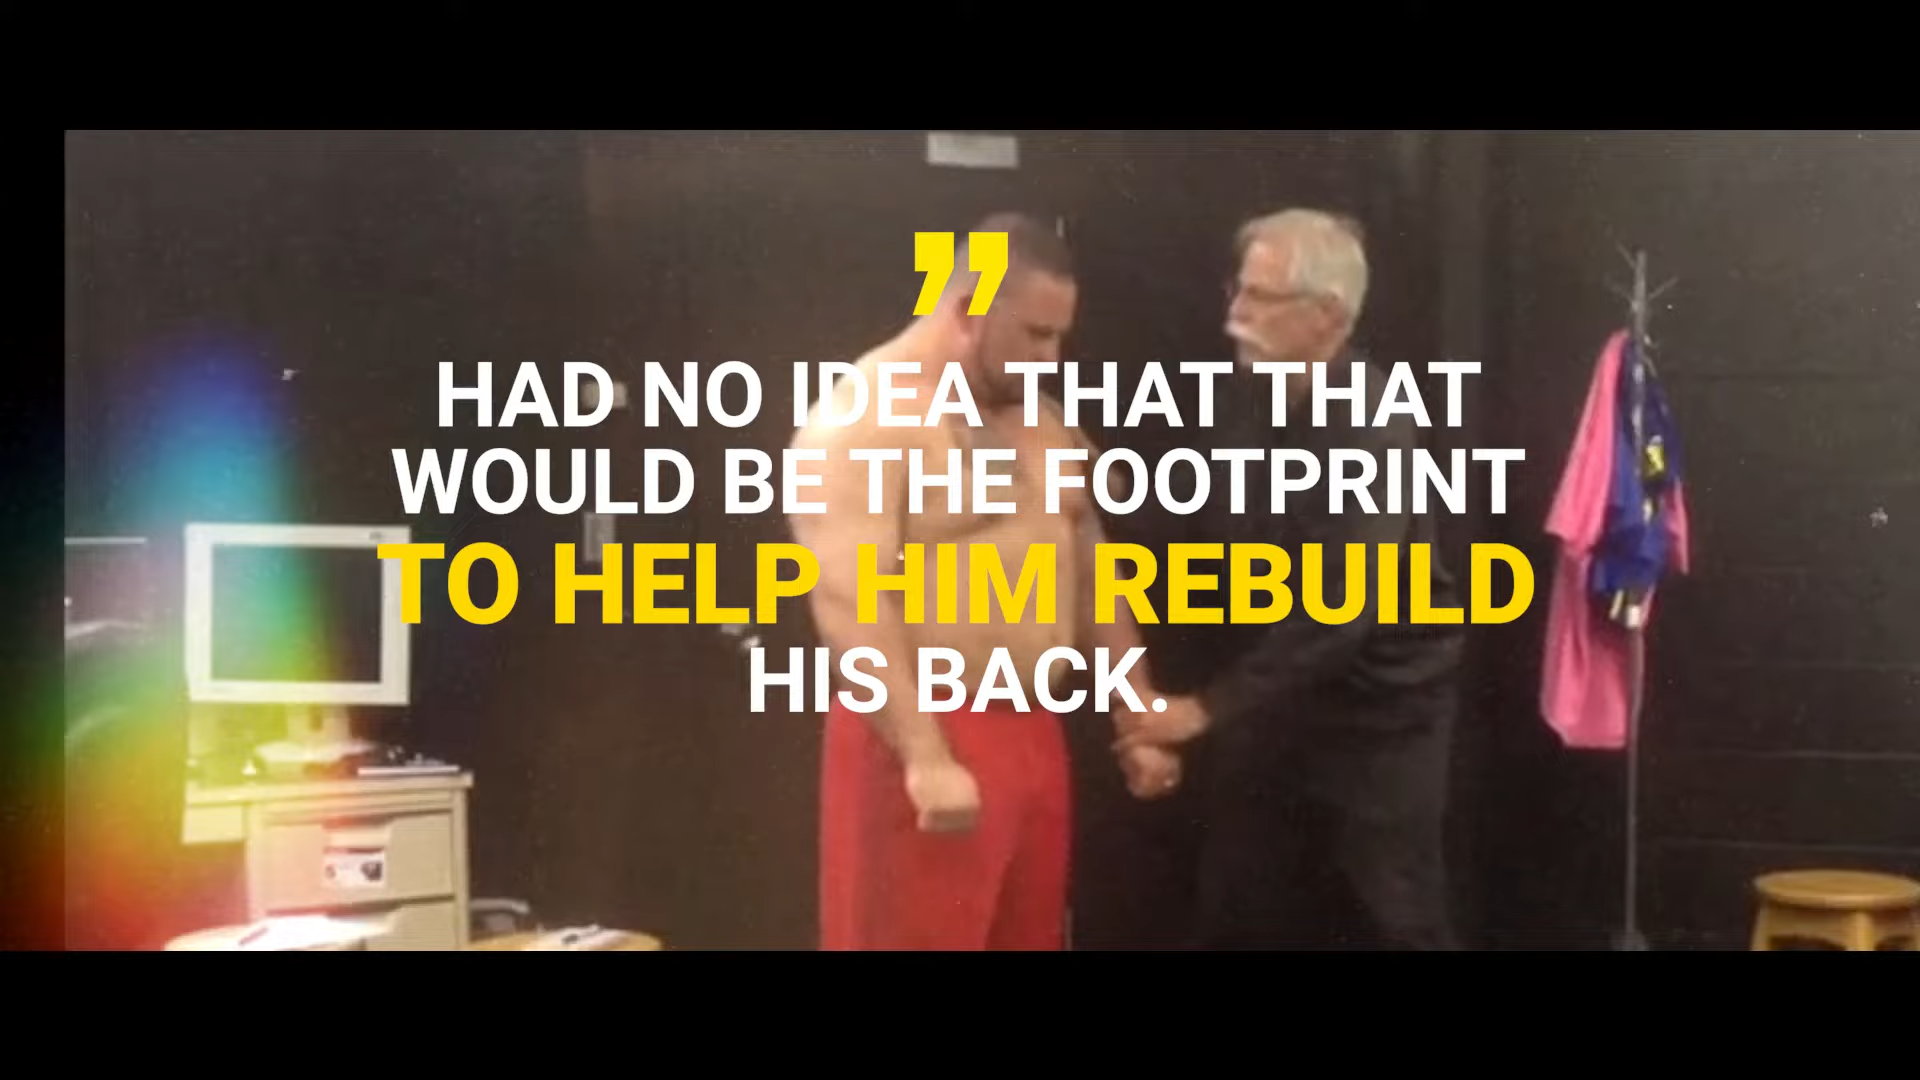 ”
HAD NO IDEA THAT THAT
WOULD BE THE FOOTPRINT
TO HELP HIM REBUILD
HIS BACK.